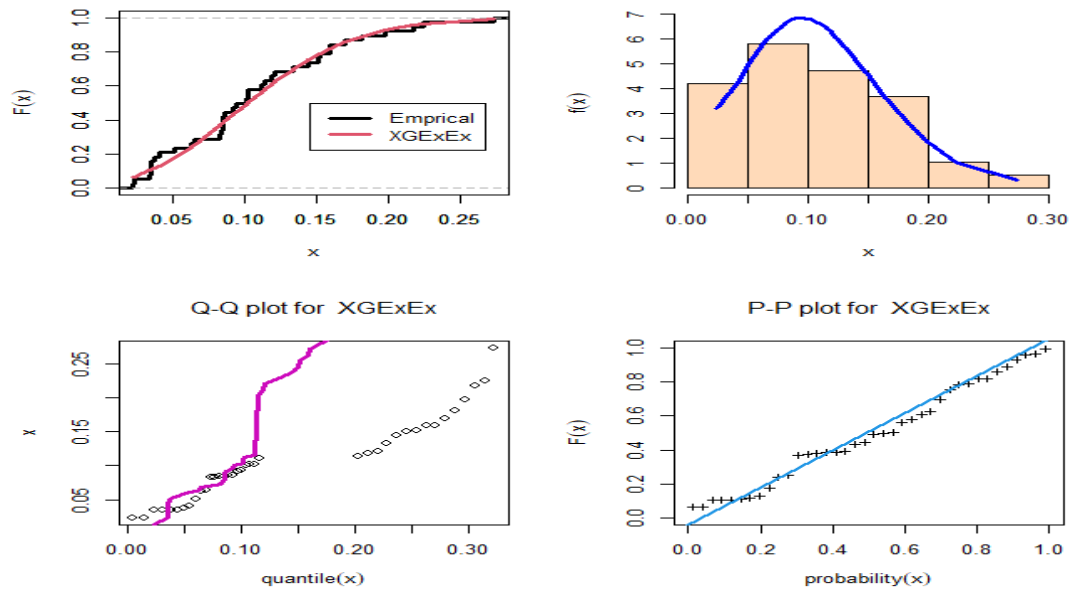 F(x)
0.0 0.2 0.4 0.6 0.8 1.0
Emprical
XGExEx
0.05 0.10 0.15 0.20 0.25
x
f(x)
0 1 2 3 4 5 6 7
0.00 0.10 0.20 0.30
x
Q-Q plot for XGExEx
x
0.05 0.15 0.25
0.00 0.10 0.20 0.30
quantile(x)
P-P plot for XGExEx
F(x)
0.0 0.2 0.4 0.6 0.8 1.0
0.0 0.2 0.4 0.6 0.8 1.0
probability(x)